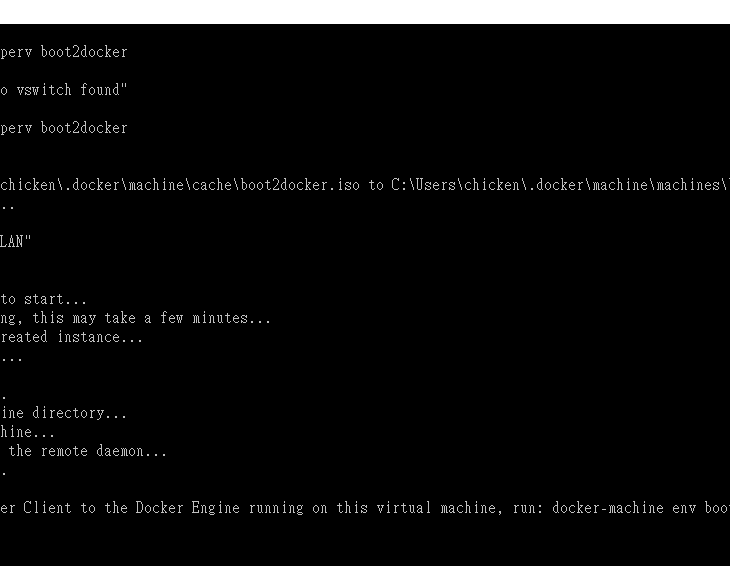 perv boot2docker
o vswitch found"
perv boot2docker
chicken\.docker\machine\cache\boot2docker.iso to C:\Users\chicken\.docker\machine\machines\
..
LAN"
to start...
ng, this may take a few minutes...
reated instance...
...
.
ine directory...
hine...
the remote daemon...
.
er Client to the Docker Engine running on this virtual machine, run: docker-machine env boo